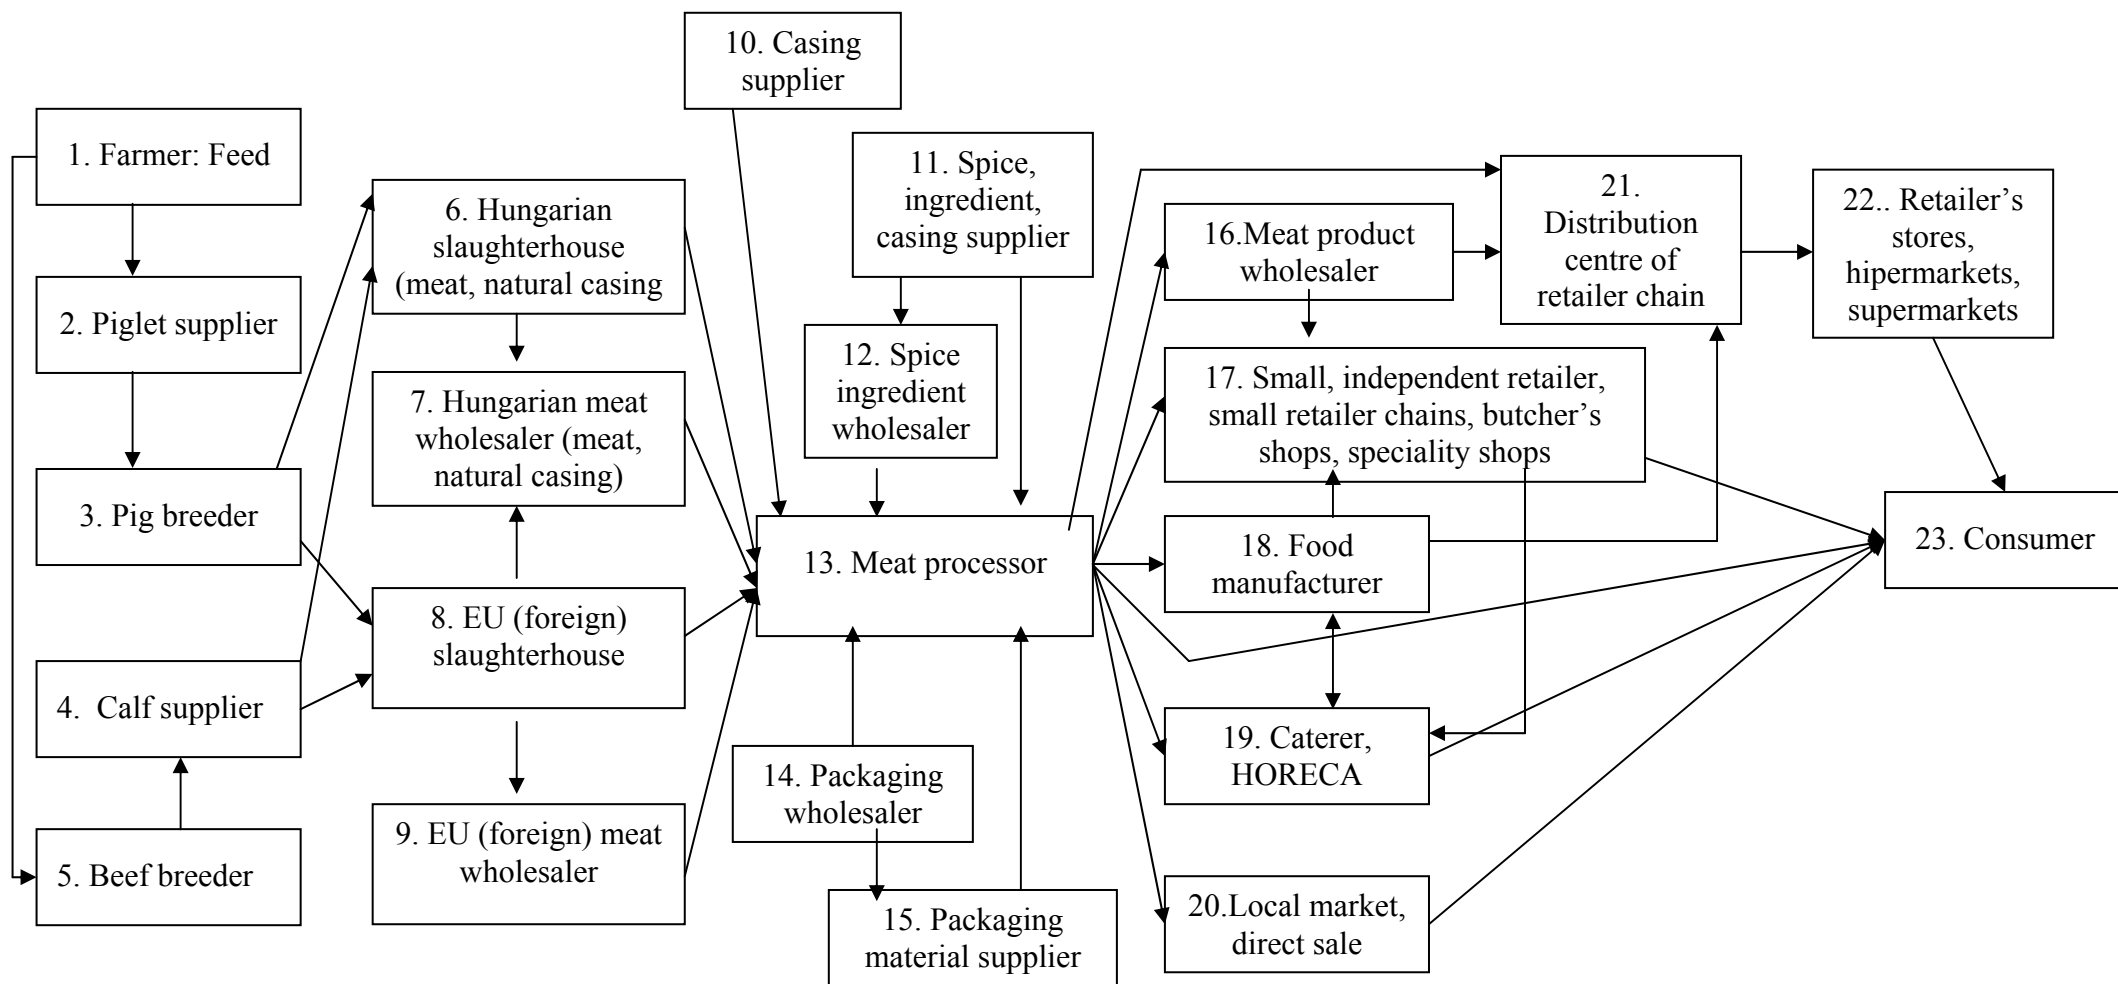 1. Farmer: Feed
2. Piglet supplier
3. Pig breeder
4.  Calf supplier
5. Beef breeder
6. Hungarian
slaughterhouse
(meat, natural casing
7. Hungarian meat
wholesaler (meat,
natural casing)
8. EU (foreign)
slaughterhouse
9. EU (foreign) meat
wholesaler
10. Casing
supplier
11. Spice,
ingredient,
casing supplier
12. Spice
ingredient
wholesaler
13. Meat processor
14. Packaging
wholesaler
15. Packaging
material supplier
16.Meat product
wholesaler
17. Small, independent retailer,
small retailer chains, butcher’s
shops, speciality shops
18. Food
manufacturer
19. Caterer,
HORECA
20.Local market,
direct sale
21.
Distribution
centre of
retailer chain
22.. Retailer’s
stores,
hipermarkets,
supermarkets
23. Consumer